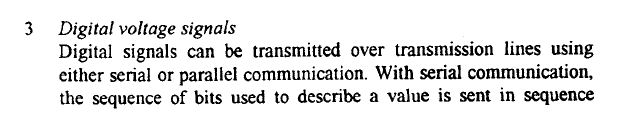 3 Digital voltage signals
Digital signals can be transmitted over transmission lines using
either serial or parallel communication. With serial communication,
the sequence of bits used to describe a value is sent in sequence